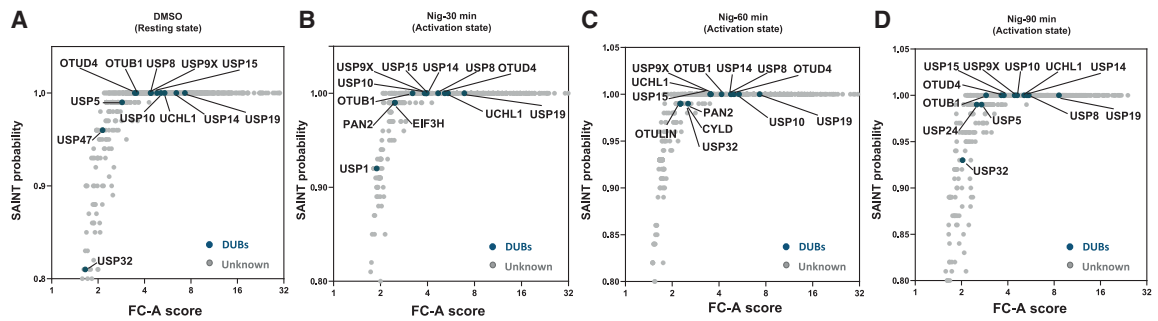 A
DMSO
(Resting state)
OTUD4 OTUB1 USP8 USP9X USP15
USP5
USP10 UCHL1 USP14 USP19
USP47
USP32
DUBs
Unknown
SAINT probability
1.0
0.9
0.8
1 2 4 8 16 32
FC-A score
B
Nig-30 min
(Activation state)
USP9X USP15 USP14 USP8 OTUD4
USP10
OTUB1
PAN2 EIF3H UCHL1 USP19
USP1
DUBs
Unknown
SAINT probability
1.00
0.90
0.80
1 2 4 8 16 32
FC-A score
C
Nig-60 min
(Activation state)
USP9X OTUB1 USP14 USP8 OTUD4
UCHL1
USP15
PAN2 USP10 USP19
OTULIN CYLD
USP32
DUBs
Unknown
SAINT probability
1.05
1.00
0.95
0.90
0.85
0.80
1 2 4 8 16 32
FC-A score
D
Nig-90 min
(Activation state)
USP15 USP9X USP10 UCHL1 USP14
OTUD4
OTUB1
USP24 USP5 USP8 USP19
USP32
DUBs
Unknown
SAINT probability
1.05
1.00
0.95
0.90
0.85
0.80
1 2 4 8 16 32
FC-A score